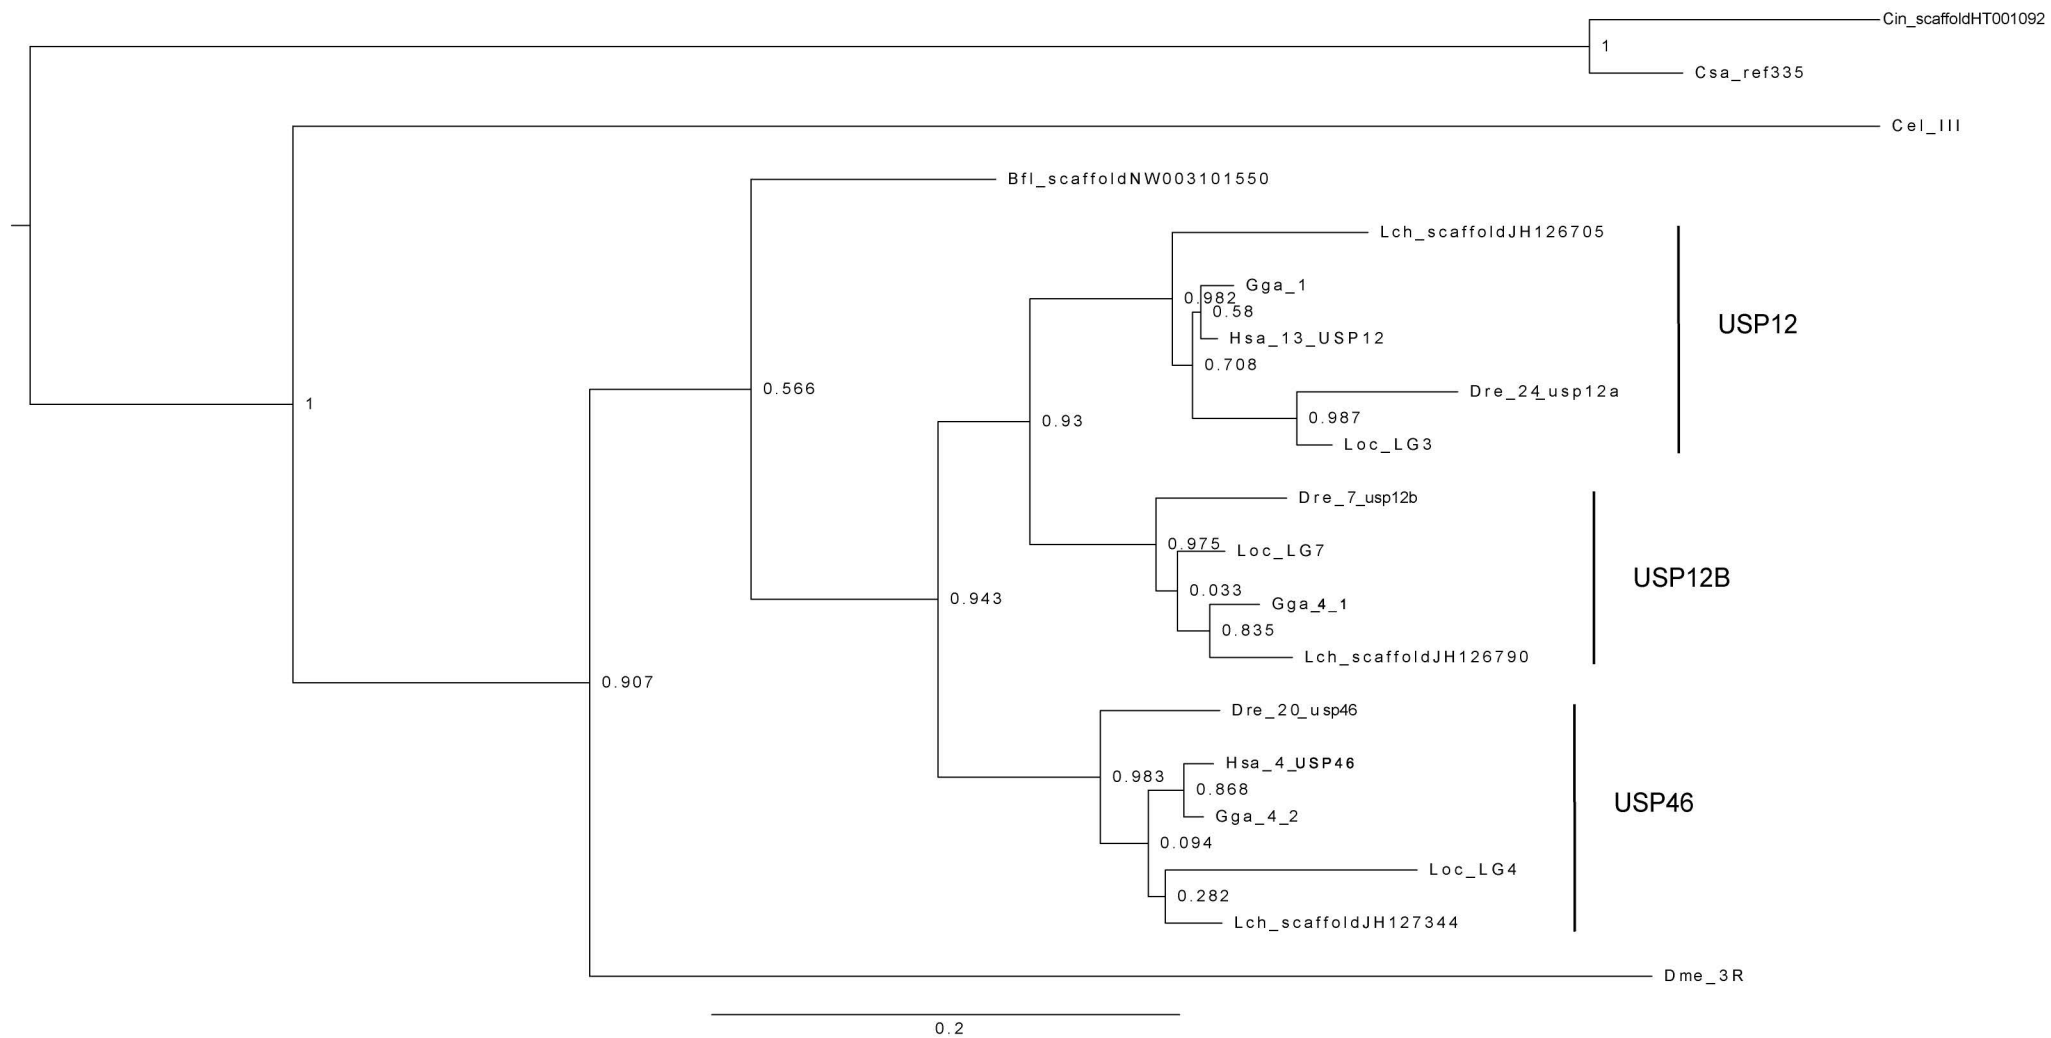 Cin_scaffoldHT001092
1
Csa_ref335
Cel_III
Bfl_scaffoldNW003101550
Lch_scaffoldJH126705
Gga_1
0.982
0.58
USP12
Hsa_13_USP12
0.708
0.566
Dre_24_usp12a
1
0.987
0.93
Loc_LG3
Dre_7_usp12b
0.975
Loc_LG7
USP12B
0.033
0.943
Gga_4_1
0.835
Lch_scaffoldJH126790
0.907
Dre_20_usp46
Hsa_4_USP46
0.983
0.868
USP46
Gga_4_2
0.094
Loc_LG4
0.282
Lch_scaffoldJH127344
Dme_3R
0.2